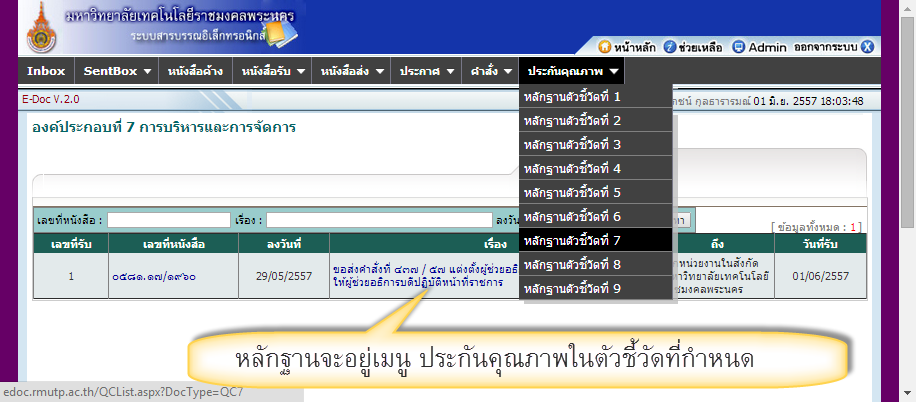 มหาวิทยาลัยเทคโนโลยีราชมงคลพระนคร
ระบบสารบรรณอิเล็กทรอนิกส์
หน้าหลัก ช่วยเหลือ Admin ออกจากระบบ
Inbox SentBox หนังสือค้าง หนังสือรับ หนังสือส่ง ประกาศ คำสั่ง ประกันคุณภาพ
E-Doc V.2.0
กุลธารารมณ์ 01 มิ.ย. 2557 18:03:48
องค์ประกอบที่ 7 การบริหารและการจัดการ
หลักฐานตัวชี้วัดที่ 1
หลักฐานตัวชี้วัดที่ 2
หลักฐานตัวชี้วัดที่ 3
หลักฐานตัวชี้วัดที่ 4
หลักฐานตัวชี้วัดที่ 5
หลักฐานตัวชี้วัดที่ 6
หลักฐานตัวชี้วัดที่ 7
หลักฐานตัวชี้วัดที่ 8
หลักฐานตัวชี้วัดที่ 9
เลขที่หนังสือ : เรื่อง : ลงวัน
[ ข้อมูลทั้งหมด : 1]
เลขที่รับ เลขที่หนังสือ ลงวันที่ เรื่อง ถึง วันที่รับ
1 ๐๕๘๑.๑๗/๑๙๖๐ 29/05/2557 ขอส่งคำสั่งที่ ๔๓๗ / ๕๗ แต่งตั้งผู้ช่วยอธิ
ให้ผู้ช่วยอธิการบดีปฏิบัติหน้าที่ราชการ
หน่วยงานในสังกัด
าวิทยาลัยเทคโนโลยี
ชมงคลพระนคร
01/06/2557
หลักฐานจะอยู่เมนู ประกันคุณภาพในตัวชี้วัดที่กำหนด
edoc.rmutp.ac.th/QCList.aspx?DocType=QC7